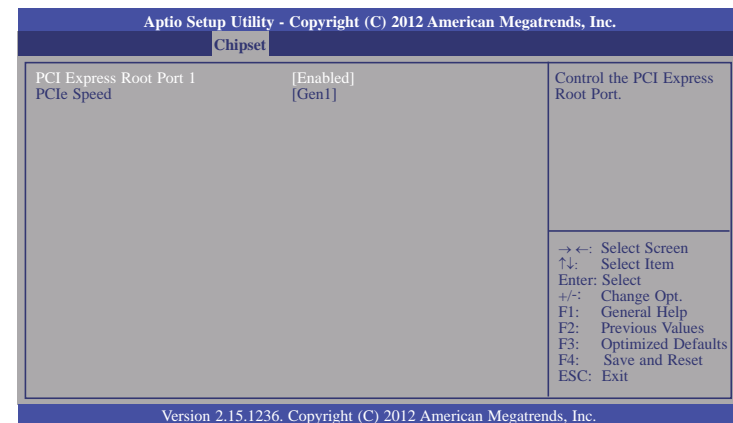 Aptio Setup Utility - Copyright (C) 2012 American Megatrends, Inc.
Chipset
PCI Express Root Port 1 [Enabled]
PCIe Speed [Gen1]
Control the PCI Express
Root Port.
→←: Select Screen
↑↓: Select Item
Enter: Select
+/-: Change Opt.
F1: General Help
F2: Previous Values
F3: Optimized Defaults
F4: Save and Reset
ESC: Exit
Version 2.15.1236. Copyright (C) 2012 American Megatrends, Inc.